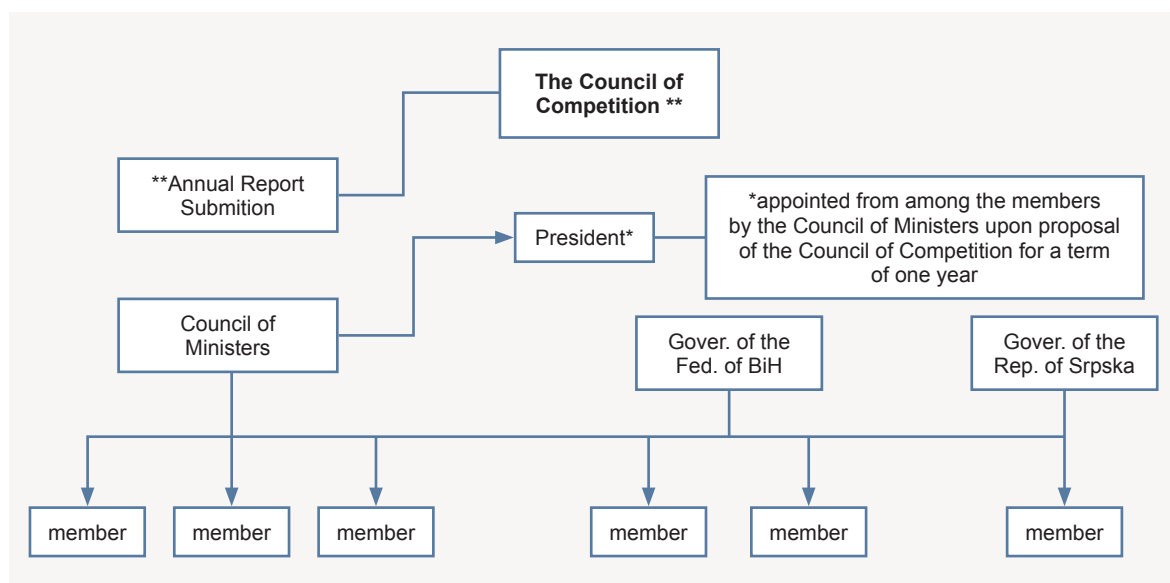 The Council of
Competition **
**Annual Report
Submition
President*
*appointed from among the members
by the Council of Ministers upon proposal
of the Council of Competition for a term
of one year
Council of
Ministers
Gover. of the
Fed. of BiH
Gover. of the
Rep. of Srpska
member
member
member
member
member
member